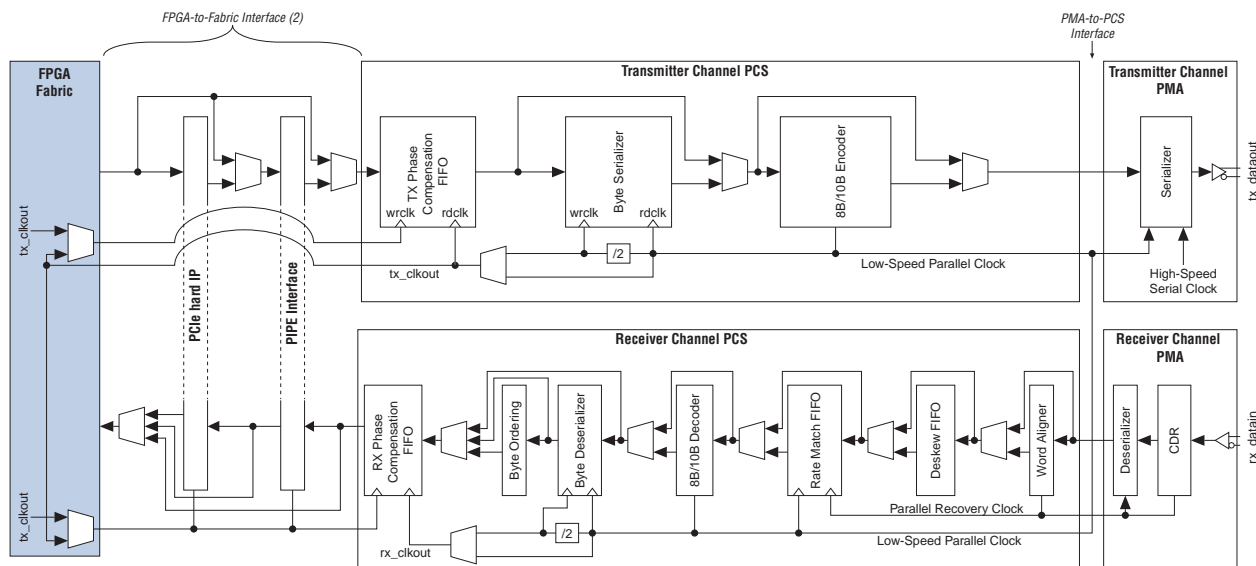 FPGA-to-Fabric Interface (2)
PMA-to-PCS
Interface
FPGA
Fabric
Transmitter Channel PCS
Transmitter Channel
PMA
TX Phase
Compensation
FIFO
wrclk
rdclk
Byte Serializer
wrclk
rdclk
8B/10B Encoder
Serializer
tx_dataout
tx_clkout
tx_clkout
/2
Low-Speed Parallel Clock
High-Speed
Serial Clock
PCIe hard IP
PIPE Interface
Receiver Channel PCS
Receiver Channel
PMA
RX Phase
Compensation
FIFO
Byte Ordering
Byte Deserializer
8B/10B Decoder
Rate Match FIFO
Deskew FIFO
Word Aligner
Deserializer
CDR
rx_datain
tx_clkout
Parallel Recovery Clock
rx_clkout
/2
Low-Speed Parallel Clock